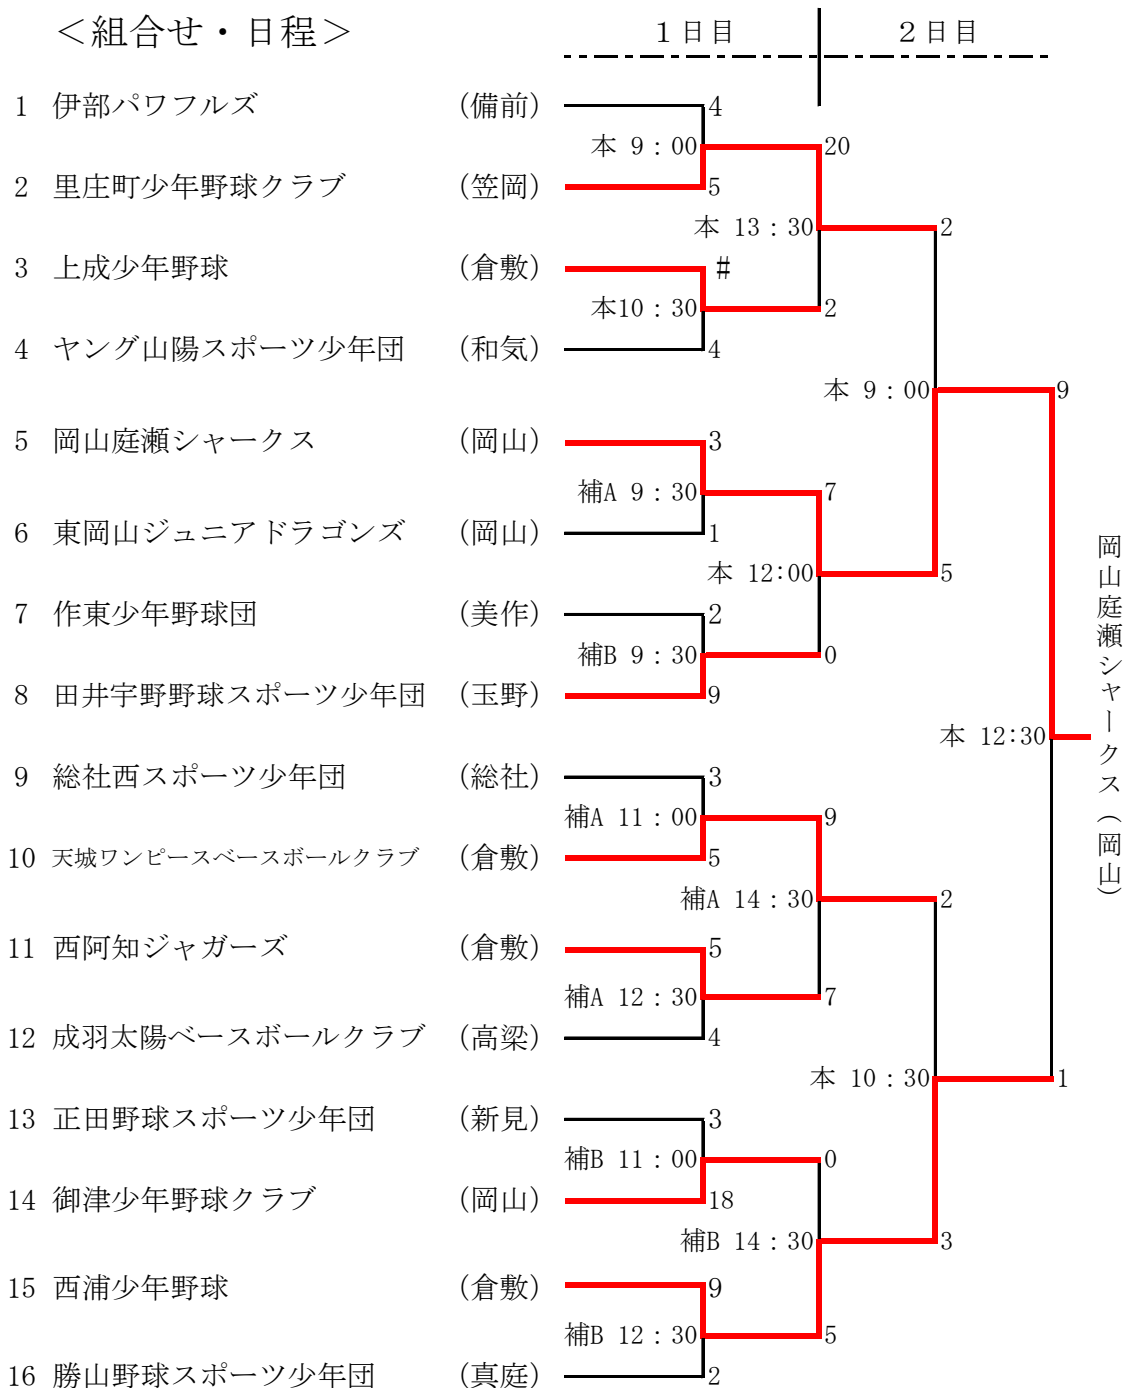 ＜組合せ・日程＞
１日目
２日目
1 伊部パワフルズ (備前) 4
本 9：00 20
2 里庄町少年野球クラブ (笠岡) 5
本 13：30 2
3 上成少年野球 (倉敷) #
本10：30 2
4 ヤング山陽スポーツ少年団 (和気) 4
本 9：00 9
5 岡山庭瀬シャークス (岡山) 3
補A 9：30 7
6 東岡山ジュニアドラゴンズ (岡山) 1
本 12:00 5
7 作東少年野球団 (美作) 2
補B 9：30 0
8 田井宇野野球スポーツ少年団 (玉野) 9
本 12:30
岡山庭瀬シャークス(岡山)
9 総社西スポーツ少年団 (総社) 3
補A 11：00 9
10 天城ワンピースベースボールクラブ (倉敷) 5
補A 14：30 2
11 西阿知ジャガーズ (倉敷) 5
補A 12：30 7
12 成羽太陽ベースボールクラブ (高梁) 4
本 10：30 1
13 正田野球スポーツ少年団 (新見) 3
補B 11：00 0
14 御津少年野球クラブ (岡山) 18
補B 14：30 3
15 西浦少年野球 (倉敷) 9
補B 12：30 5
16 勝山野球スポーツ少年団 (真庭) 2